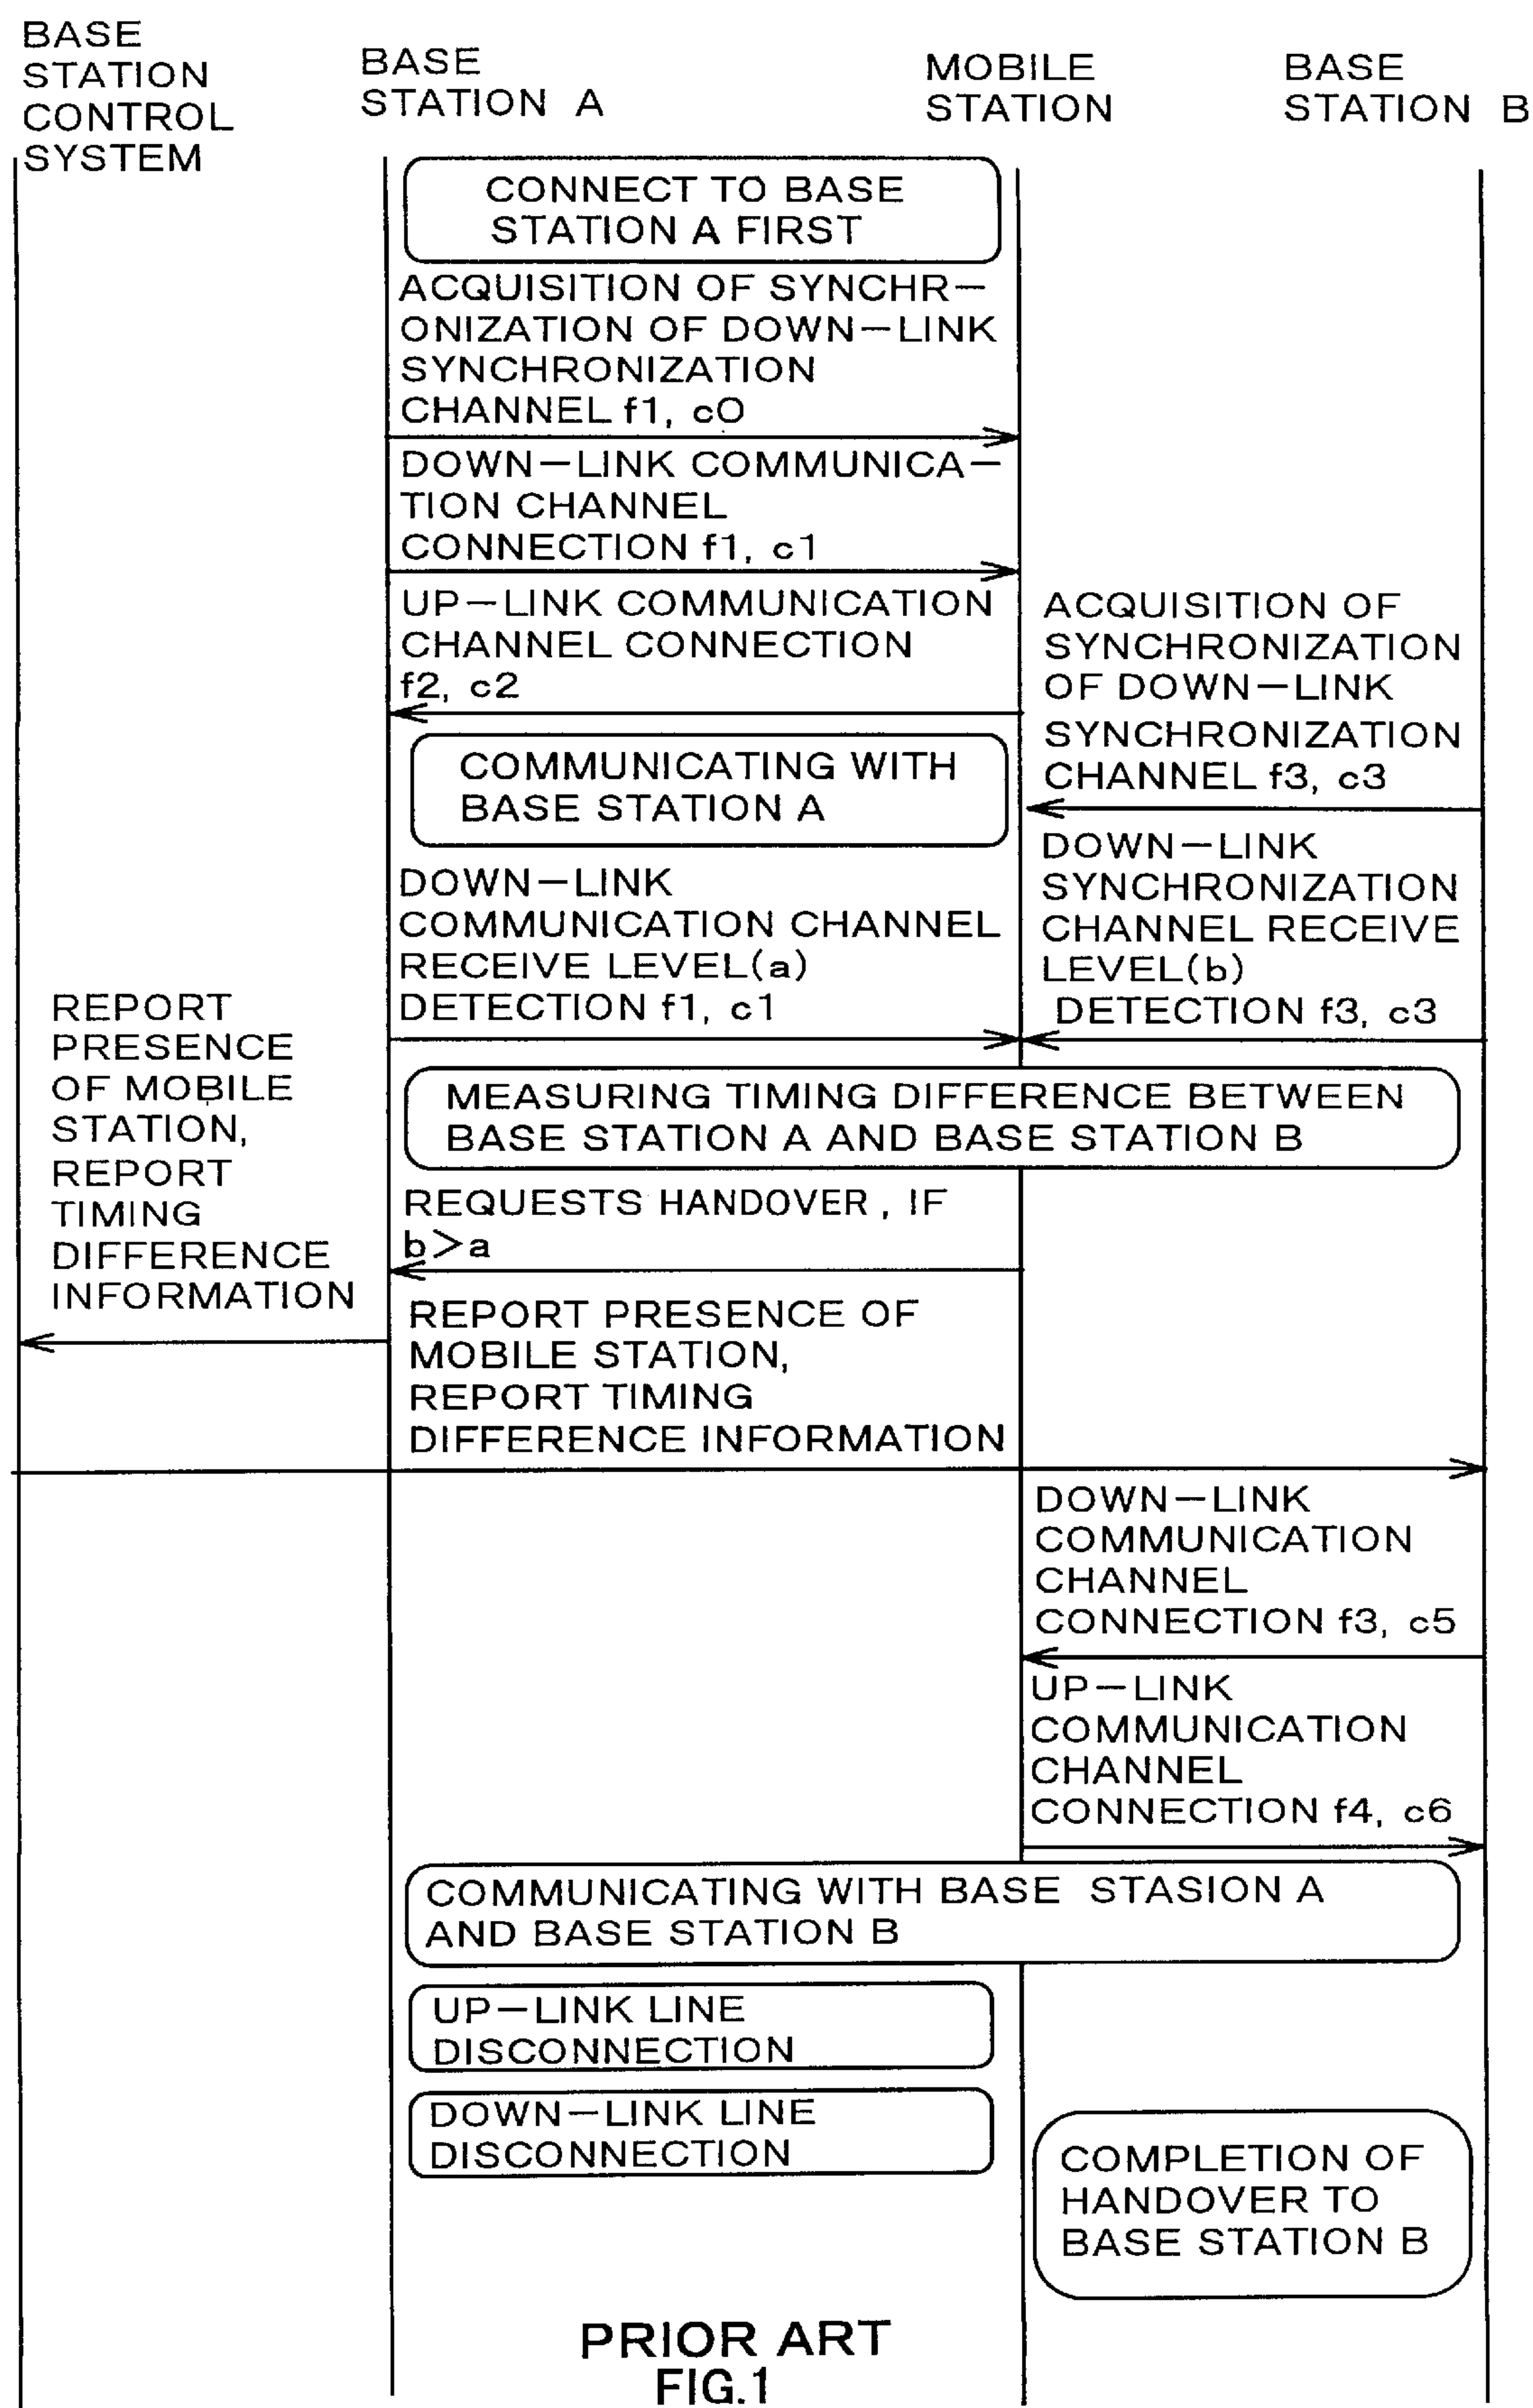 BASE
STATION
CONTROL
SYSTEM
BASE
STATION A
MOBILE
STATION
BASE
STATION B
CONNECT TO BASE
STATION A FIRST
ACQUISITION OF SYNCHR—
ONIZATION OF DOWN—LINK
SYNCHRONIZATION
CHANNEL f1, c0
DOWN—LINK COMMUNICA—
TION CHANNEL
CONNECTION f1, c1
UP—LINK COMMUNICATION
CHANNEL CONNECTION
f2, c2
ACQUISITION OF
SYNCHRONIZATION
OF DOWN—LINK
SYNCHRONIZATION
CHANNEL f3, c3
COMMUNICATING WITH
BASE STATION A
DOWN—LINK
COMMUNICATION CHANNEL
RECEIVE LEVEL(a)
DETECTION f1, c1
DOWN—LINK
SYNCHRONIZATION
CHANNEL RECEIVE
LEVEL(b)
DETECTION f3, c3
MEASURING TIMING DIFFERENCE BETWEEN
BASE STATION A AND BASE STATION B
REQUESTS HANDOVER, IF
b>a
REPORT
PRESENCE
OF MOBILE
STATION,
REPORT
TIMING
DIFFERENCE
INFORMATION
REPORT PRESENCE OF
MOBILE STATION,
REPORT TIMING
DIFFERENCE INFORMATION
DOWN—LINK
COMMUNICATION
CHANNEL
CONNECTION f3, c5
UP—LINK
COMMUNICATION
CHANNEL
CONNECTION f4, c6
COMMUNICATING WITH BASE STASION A
AND BASE STATION B
UP—LINK LINE
DISCONNECTION
DOWN—LINK LINE
DISCONNECTION
COMPLETION OF
HANDOVER TO
BASE STATION B
PRIOR ART
FIG.1